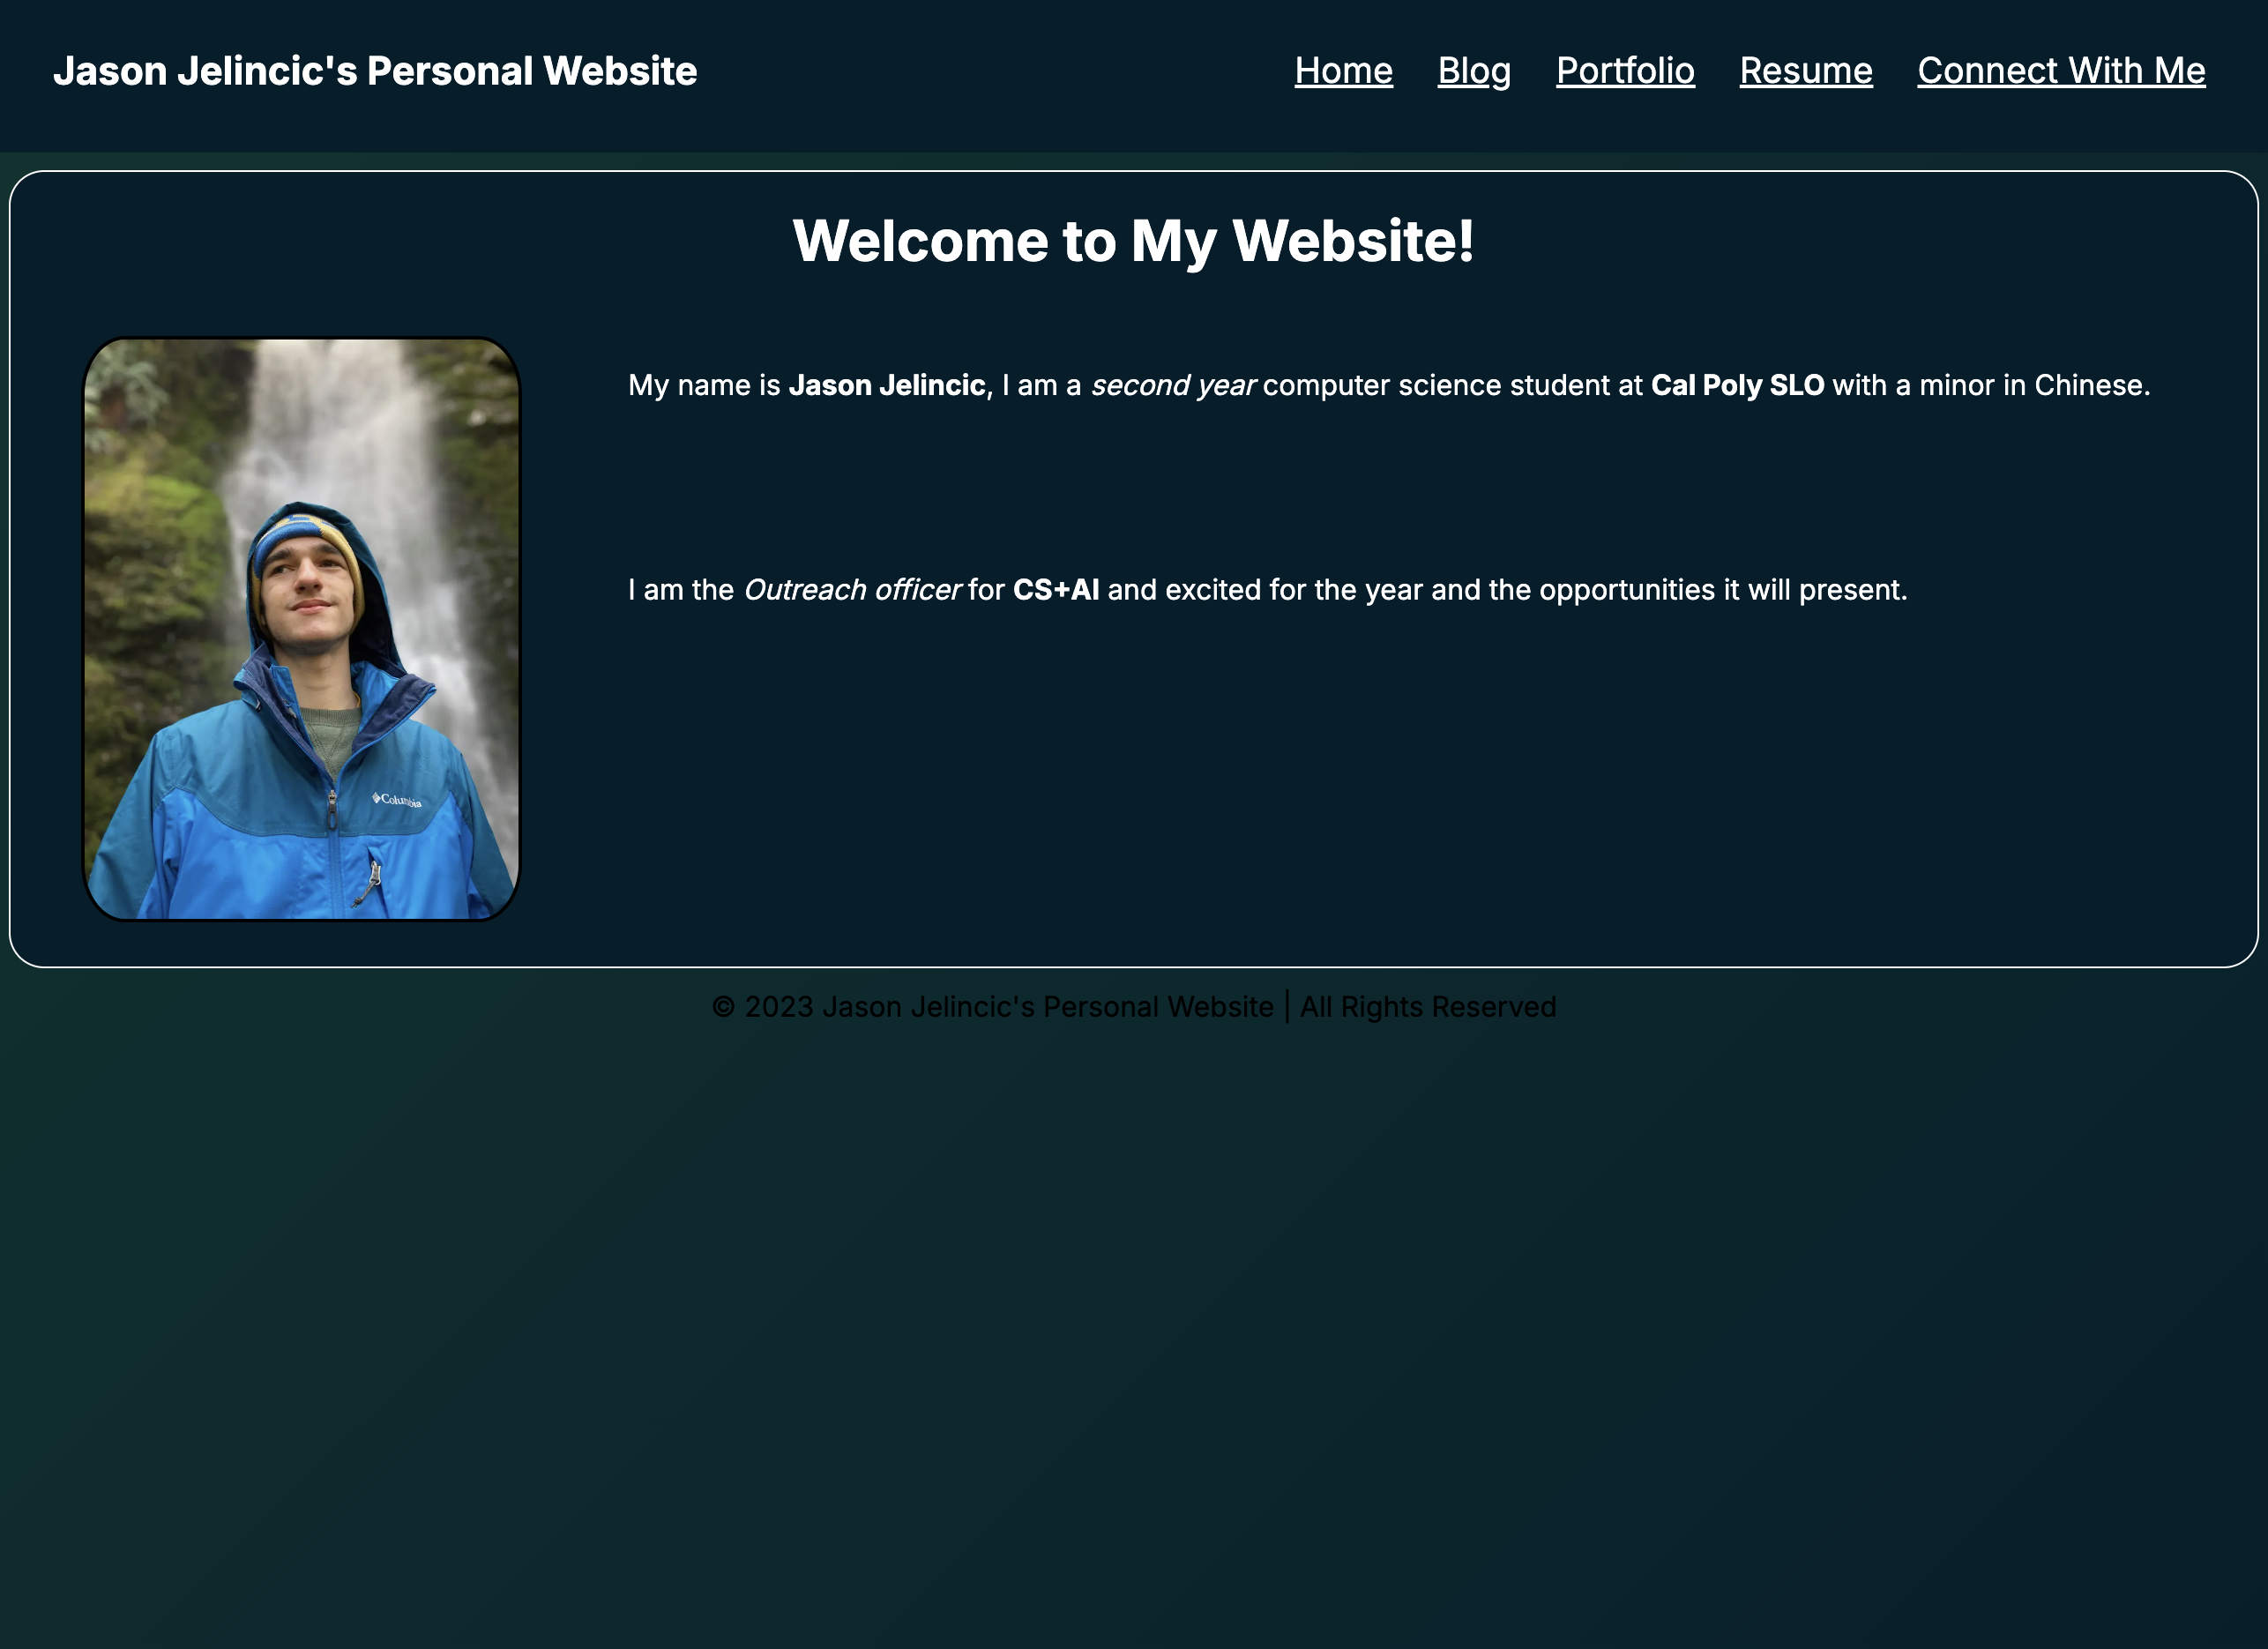 Jason Jelincic's Personal Website
Home Blog Portfolio Resume Connect With Me
Welcome to My Website!
My name is Jason Jelincic, I am a second year computer science student at Cal Poly SLO with a minor in Chinese.
I am the Outreach officer for CS+AI and excited for the year and the opportunities it will present.
Columbia
© 2023 Jason Jelincic's Personal Website | All Rights Reserved